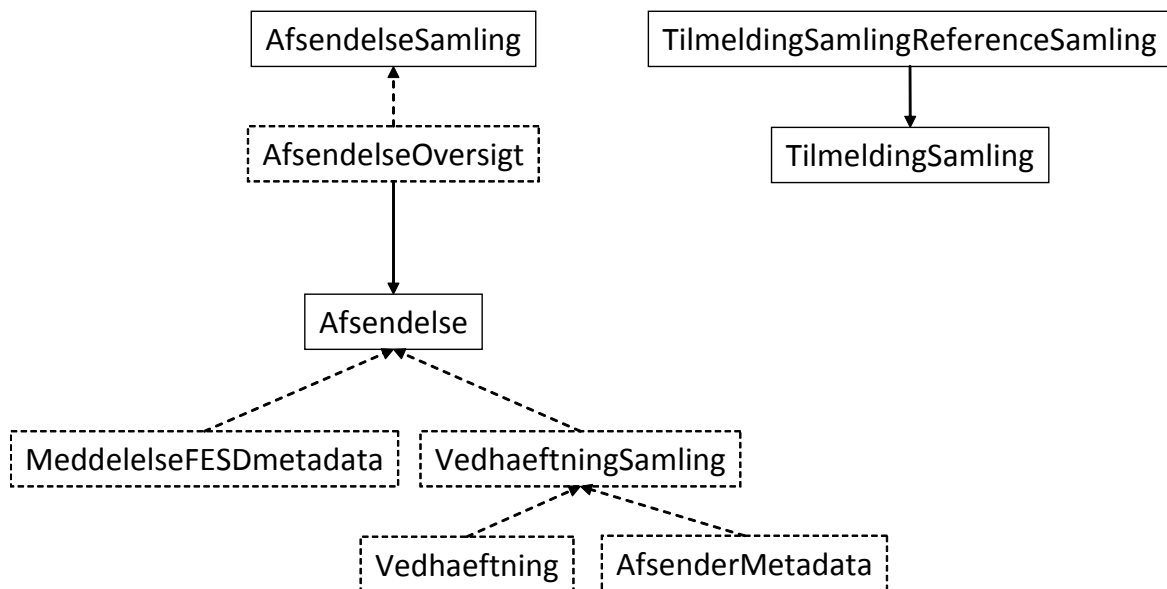 AfsendelseSamling
TilmeldingSamlingReferenceSamling
AfsendelseOversigt
TilmeldingSamling
Afsendelse
MeddelelseFESDmetadata
VedhaeftningSamling
Vedhaeftning
AfsenderMetadata